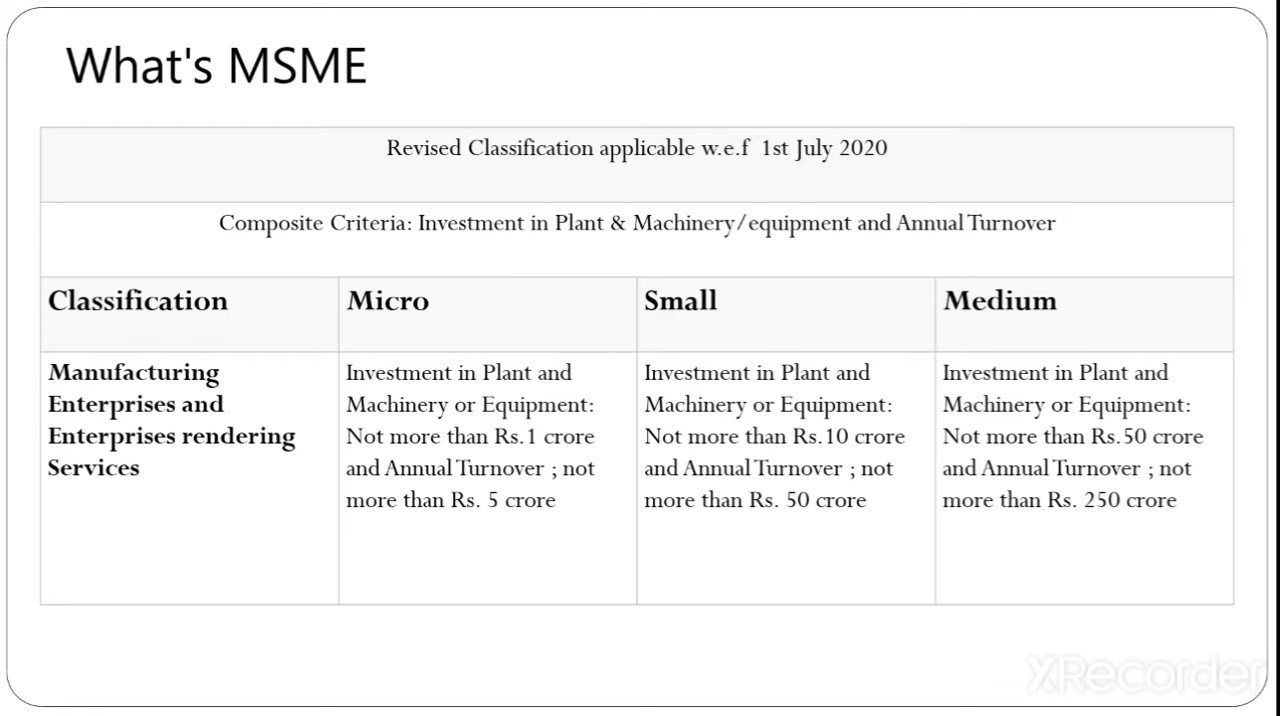 What's MSME
Revised Classification applicable w.e.f 1st July 2020
Composite Criteria: Investment in Plant & Machinery/equipment and Annual Turnover
Classification
Micro
Small
Medium
Manufacturing
Enterprises and
Enterprises rendering
Services
Investment in Plant and
Machinery or Equipment:
Not more than Rs.1 crore
and Annual Turnover ; not
more than Rs. 5 crore
Investment in Plant and
Machinery or Equipment:
Not more than Rs.10 crore
and Annual Turnover ; not
more than Rs. 50 crore
Investment in Plant and
Machinery or Equipment:
Not more than Rs.50 crore
and Annual Turnover ; not
more than Rs. 250 crore
XRecorder